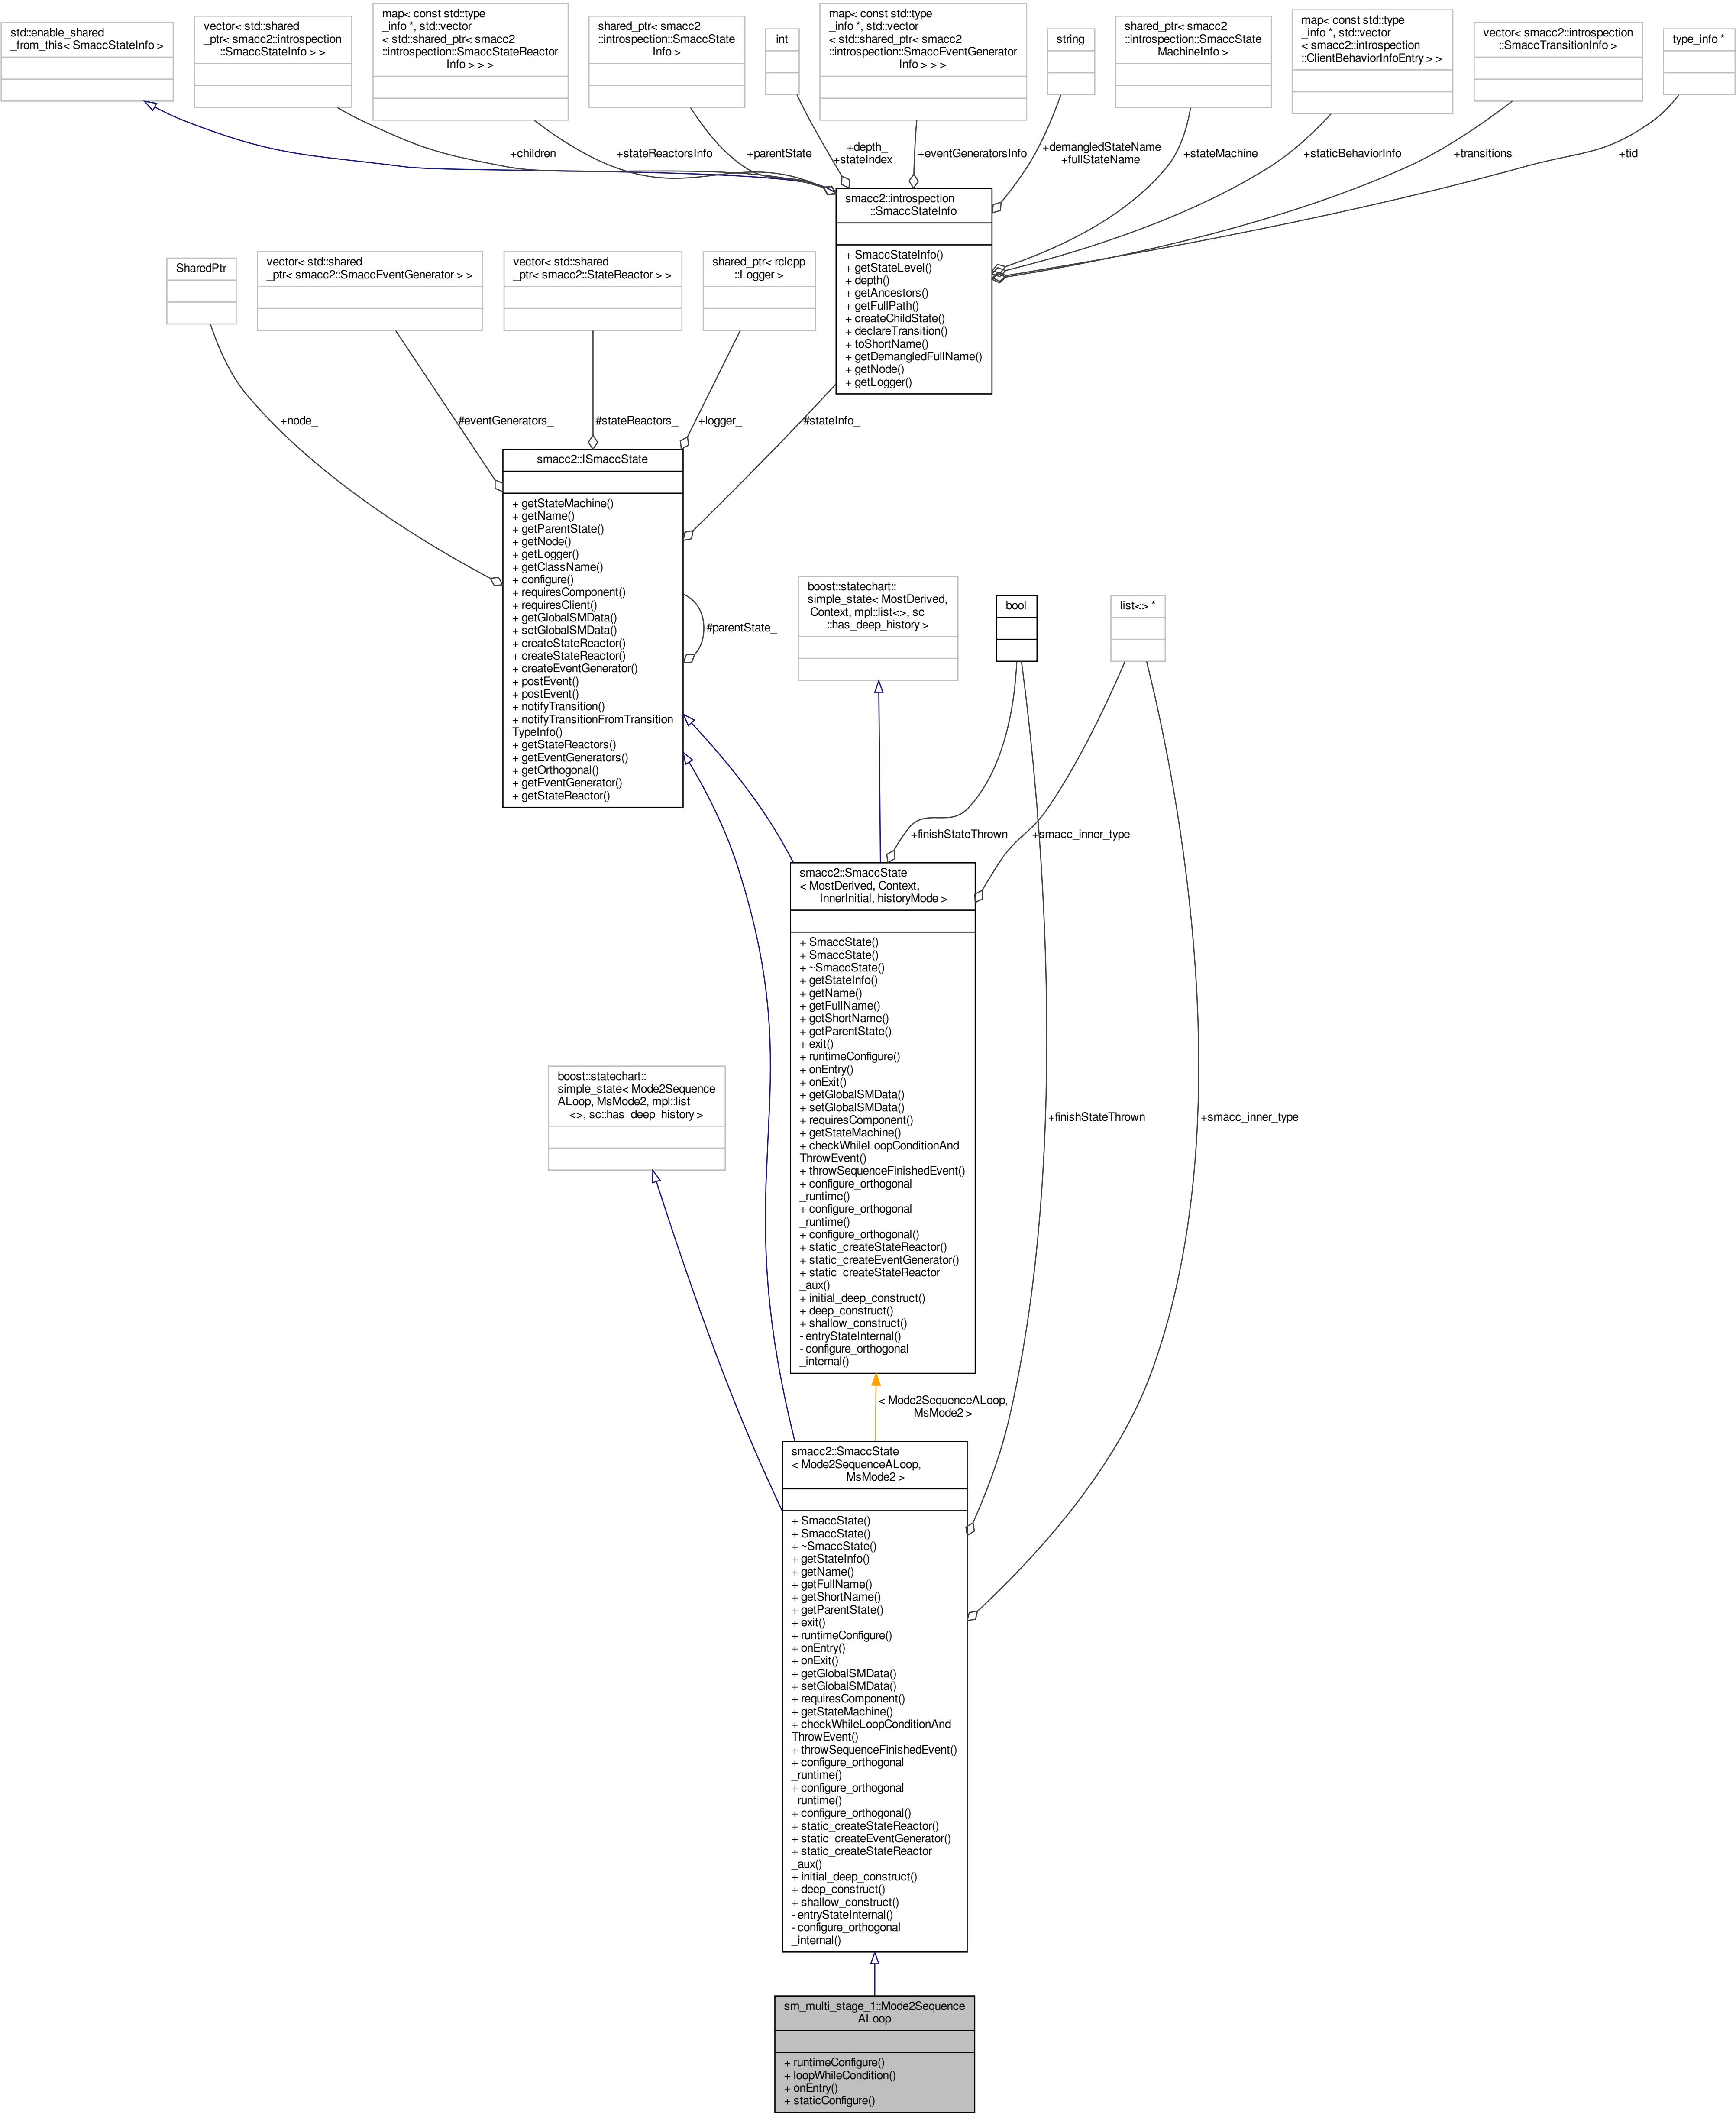 std::enable_shared
_from_this< SmaccStateInfo >
vector< std::shared
_ptr< smacc2::introspection
::SmaccStateInfo > >
map< const std::type
_info *, std::vector
< std::shared_ptr< smacc2
::introspection::SmaccStateReactor
Info > > >
shared_ptr< smacc2
::introspection::SmaccState
Info >
int
map< const std::type
_info *, std::vector
< std::shared_ptr< smacc2
::introspection::SmaccEventGenerator
Info > > >
string
shared_ptr< smacc2
::introspection::SmaccState
MachineInfo >
map< const std::type
_info *, std::vector
< smacc2::introspection
::ClientBehaviorInfoEntry > >
vector< smacc2::introspection
::SmaccTransitionInfo >
type_info *
+children_
+stateReactorsInfo
+parentState_
+depth_
+stateIndex_
+eventGeneratorsInfo
+demangledStateName
+fullStateName
+stateMachine_
+staticBehaviorInfo
+transitions_
+tid_
smacc2::introspection
::SmaccStateInfo
+ SmaccStateInfo()
+ getStateLevel()
+ depth()
+ getAncestors()
+ getFullPath()
+ createChildState()
+ declareTransition()
+ toShortName()
+ getDemangledFullName()
+ getNode()
+ getLogger()
SharedPtr
vector< std::shared
_ptr< smacc2::SmaccEventGenerator > >
vector< std::shared
_ptr< smacc2::StateReactor > >
shared_ptr< rclcpp
::Logger >
+node_
#eventGenerators_
#stateReactors_
+logger_
#stateInfo_
smacc2::ISmaccState
+ getStateMachine()
+ getName()
+ getParentState()
+ getNode()
+ getLogger()
+ getClassName()
+ configure()
+ requiresComponent()
+ requiresClient()
+ getGlobalSMData()
+ setGlobalSMData()
+ createStateReactor()
+ createStateReactor()
+ createEventGenerator()
+ postEvent()
+ postEvent()
+ notifyTransition()
+ notifyTransitionFromTransition
TypeInfo()
+ getStateReactors()
+ getEventGenerators()
+ getOrthogonal()
+ getEventGenerator()
+ getStateReactor()
#parentState_
boost::statechart::
simple_state< MostDerived,
Context, mpl::list<>, sc
::has_deep_history >
bool
list<> *
+finishStateThrown
+smacc_inner_type
smacc2::SmaccState
< MostDerived, Context,
InnerInitial, historyMode >
+ SmaccState()
+ SmaccState()
+ ~SmaccState()
+ getStateInfo()
+ getName()
+ getFullName()
+ getShortName()
+ getParentState()
+ exit()
+ runtimeConfigure()
+ onEntry()
+ onExit()
+ getGlobalSMData()
+ setGlobalSMData()
+ requiresComponent()
+ getStateMachine()
+ checkWhileLoopConditionAnd
ThrowEvent()
+ throwSequenceFinishedEvent()
+ configure_orthogonal
_runtime()
+ configure_orthogonal
_runtime()
+ configure_orthogonal()
+ static_createStateReactor()
+ static_createEventGenerator()
+ static_createStateReactor
_aux()
+ initial_deep_construct()
+ deep_construct()
+ shallow_construct()
- entryStateInternal()
- configure_orthogonal
_internal()
boost::statechart::
simple_state< Mode2Sequence
ALoop, MsMode2, mpl::list
<>, sc::has_deep_history >
+finishStateThrown
+smacc_inner_type
< Mode2SequenceALoop,
MsMode2 >
smacc2::SmaccState
< Mode2SequenceALoop,
MsMode2 >
+ SmaccState()
+ SmaccState()
+ ~SmaccState()
+ getStateInfo()
+ getName()
+ getFullName()
+ getShortName()
+ getParentState()
+ exit()
+ runtimeConfigure()
+ onEntry()
+ onExit()
+ getGlobalSMData()
+ setGlobalSMData()
+ requiresComponent()
+ getStateMachine()
+ checkWhileLoopConditionAnd
ThrowEvent()
+ throwSequenceFinishedEvent()
+ configure_orthogonal
_runtime()
+ configure_orthogonal
_runtime()
+ configure_orthogonal()
+ static_createStateReactor()
+ static_createEventGenerator()
+ static_createStateReactor
_aux()
+ initial_deep_construct()
+ deep_construct()
+ shallow_construct()
- entryStateInternal()
- configure_orthogonal
_internal()
sm_multi_stage_1::Mode2Sequence
ALoop
+ runtimeConfigure()
+ loopWhileCondition()
+ onEntry()
+ staticConfigure()